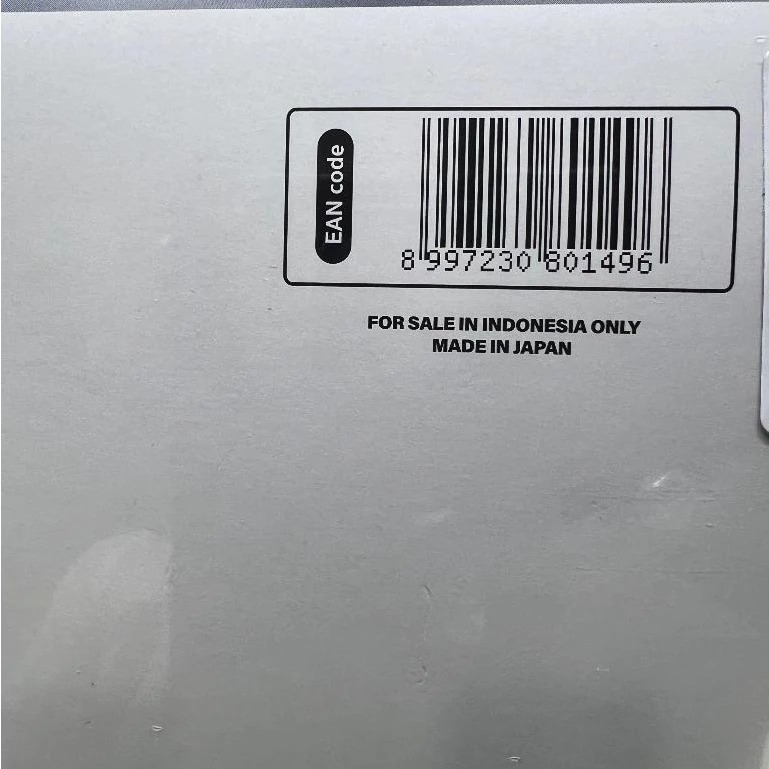 EAN code
8 997230 801496
FOR SALE IN INDONESIA ONLY
MADE IN JAPAN